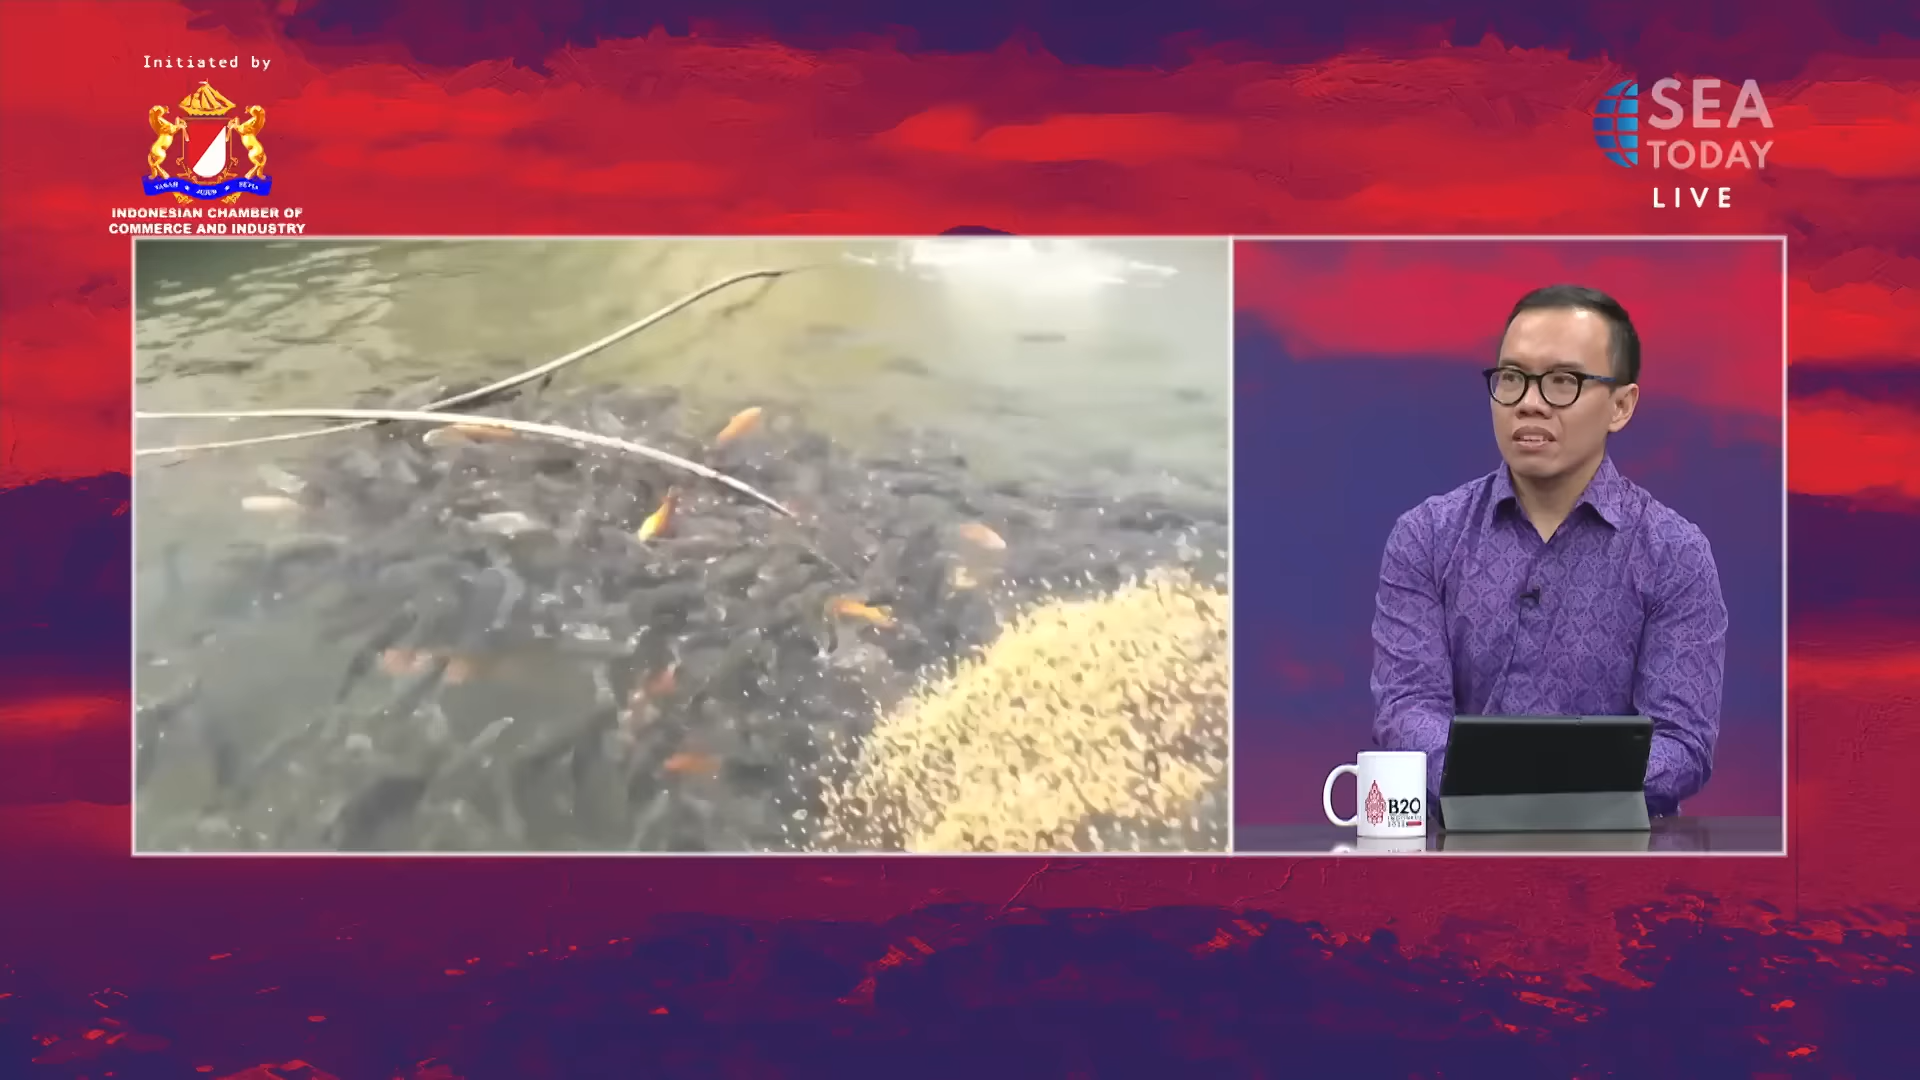 Initiated by
INDONESIAN CHAMBER OF
COMMERCE AND INDUSTRY
SEA
TODAY
LIVE
B20